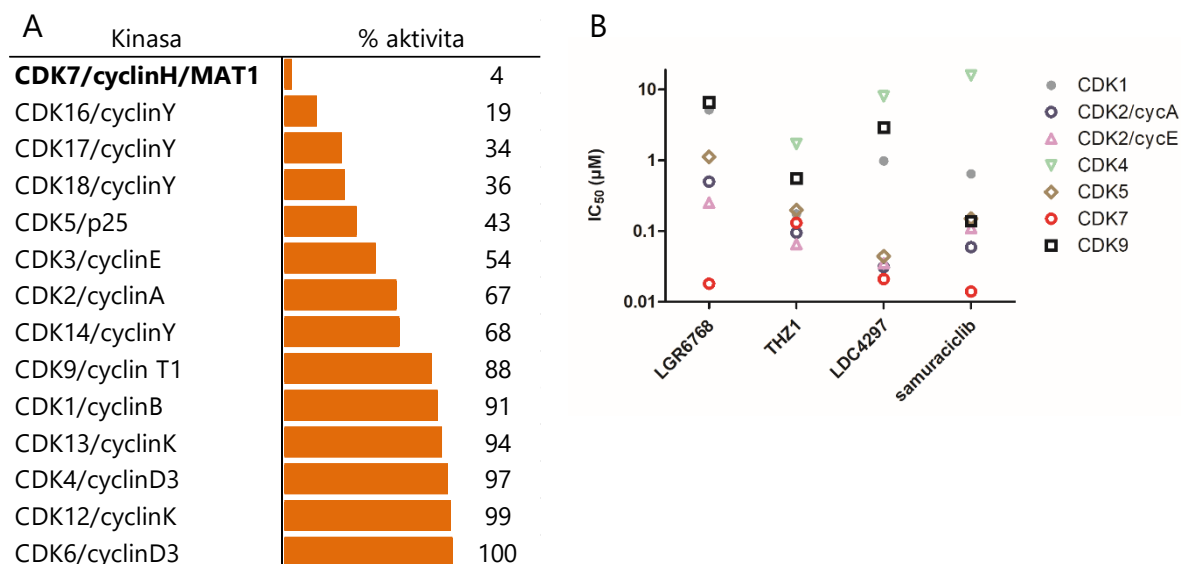 A
Kinasa % aktivita
CDK7/cyclinH/MAT1 4
CDK16/cyclinY 19
CDK17/cyclinY 34
CDK18/cyclinY 36
CDK5/p25 43
CDK3/cyclinE 54
CDK2/cyclinA 67
CDK14/cyclinY 68
CDK9/cyclin T1 88
CDK1/cyclinB 91
CDK13/cyclinK 94
CDK4/cyclinD3 97
CDK12/cyclinK 99
CDK6/cyclinD3 100
B
IC50 (µM)
10
1
0.1
0.01
LGR6768
THZ1
LDC4297
samuraciclib
CDK1
CDK2/cycA
CDK2/cycE
CDK4
CDK5
CDK7
CDK9